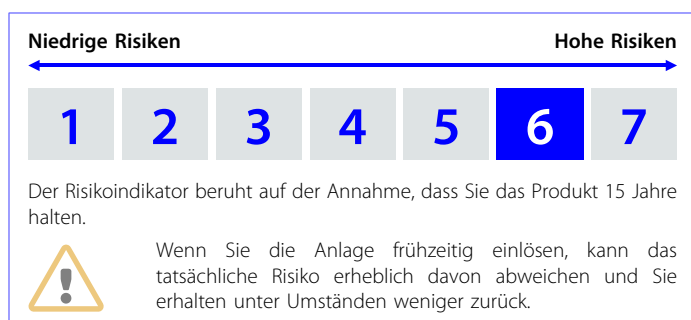 Niedrige Risiken Hohe Risiken
1 2 3 4 5 6 7
Der Risikoindikator beruht auf der Annahme, dass Sie das Produkt 15 Jahre
halten.
Wenn Sie die Anlage frühzeitig einlösen, kann das
tatsächliche Risiko erheblich davon abweichen und Sie
erhalten unter Umständen weniger zurück.